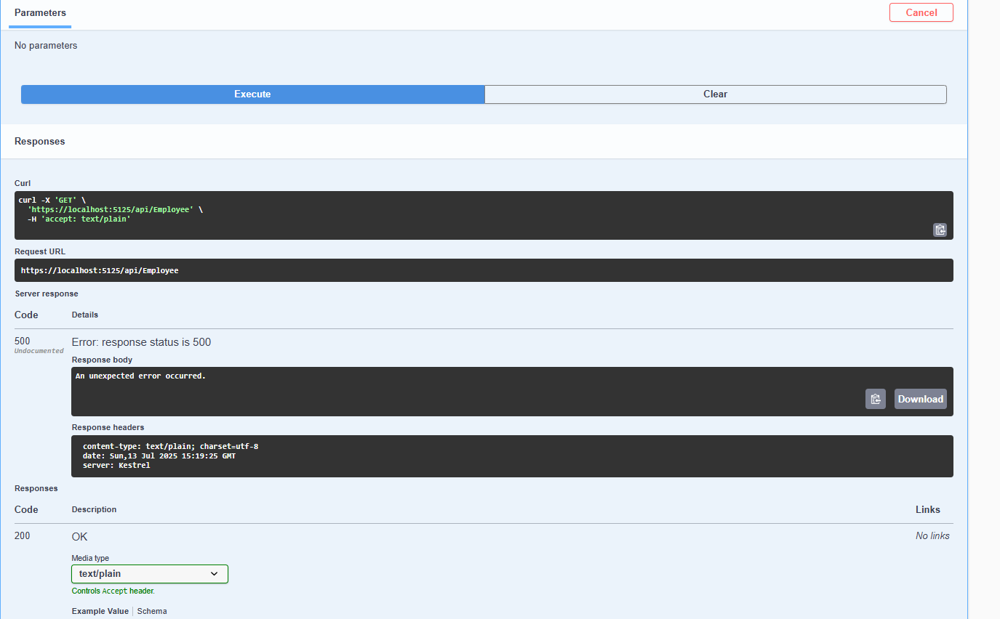 Parameters
Cancel
No parameters
Execute
Clear
Responses
Curl
curl -X 'GET' \
'https://localhost:5125/api/Employee' \
-H 'accept: text/plain'
Request URL
https://localhost:5125/api/Employee
Server response
Code Details
500 Error: response status is 500
Undocumented
Response body
An unexpected error occurred.
Download
Response headers
content-type: text/plain; charset=utf-8
date: Sun,13 Jul 2025 15:19:25 GMT
server: Kestrel
Responses
Code Description Links
200 OK No links
Media type
text/plain
Controls Accept header.
Example Value Schema